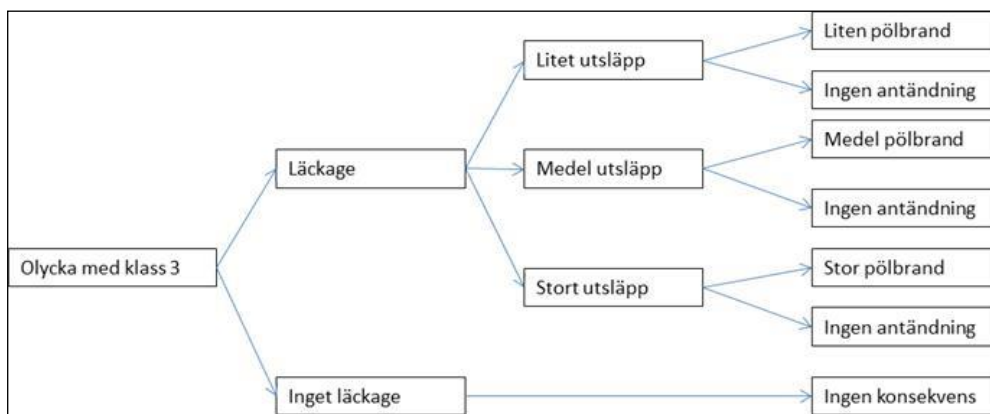 Liten pölbrand
Litet utsläpp
Ingen antändning
Medel pölbrand
Läckage
Medel utsläpp
Ingen antändning
Olycka med klass 3
Stor pölbrand
Stort utsläpp
Ingen antändning
Inget läckage
Ingen konsekvens